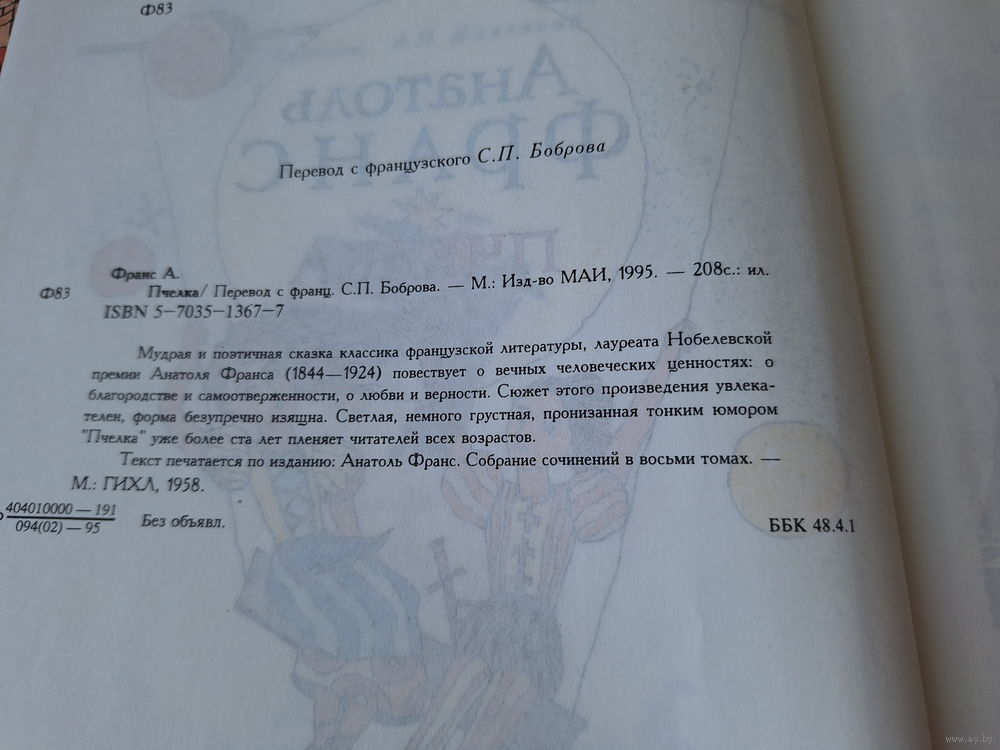 Ф83
Перевод с французского С.П. Боброва
Франс А.
Ф83 Пчелка/ Перевод с франц. С.П. Боброва. — М.: Изд-во МАИ, 1995. — 208с.: ил.
ISBN 5—7035—1367—7
Мудрая и поэтичная сказка классика французской литературы, лауреата Нобелевской
премии Анатоля Франса (1844—1924) повествует о вечных человеческих ценностях: о
благородстве и самоотверженности, о любви и верности. Сюжет этого произведения увлека-
телен, форма безупречно изящна. Светлая, немного грустная, пронизанная тонким юмором
"Пчелка" уже более ста лет пленяет читателей всех возрастов.
Текст печатается по изданию: Анатоль Франс. Собрание сочинений в восьми томах. —
М.: ГИХЛ, 1958.
404010000 — 191
094(02) — 95
Без объявл.
ББК 48.4.1
Анатоль
Франс
www.ay.by